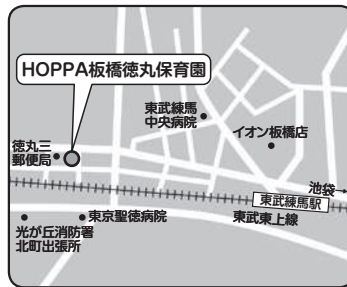 HOPPA板橋徳丸保育園
東武練馬
中央病院
イオン板橋店
徳丸三
郵便局
池袋
東武練馬駅
東京聖徳病院
東武東上線
光が丘消防署
北町出張所